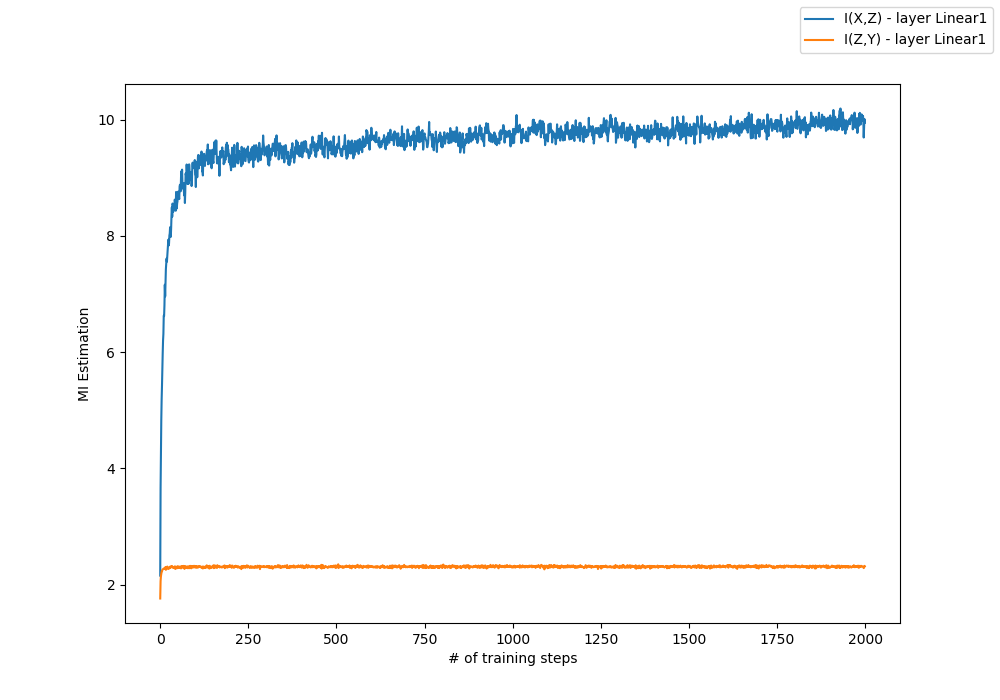 I(X,Z) - layer Linear1
I(Z,Y) - layer Linear1
10
8
6
4
2
MI Estimation
0 250 500 750 1000 1250 1500 1750 2000
# of training steps